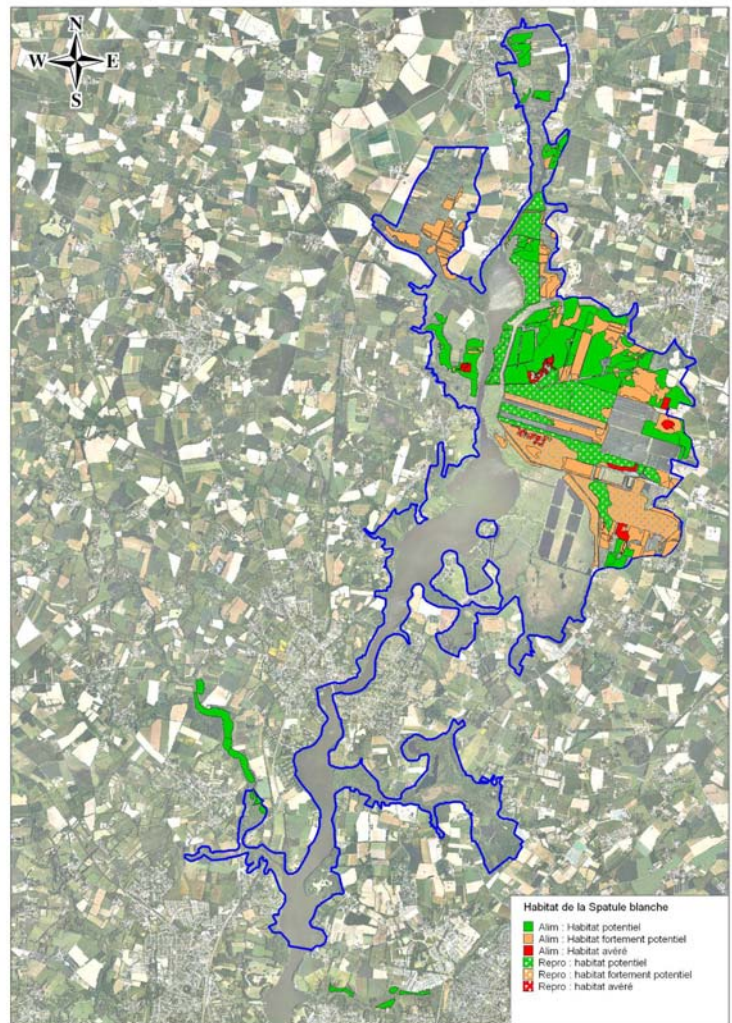 N
W E
S
Habitat de la Spatule blanche
Alim : Habitat potentiel
Alim : Habitat fortement potentiel
Alim : Habitat avéré
Repro : habitat potentiel
Repro : habitat fortement potentiel
Repro : habitat avéré